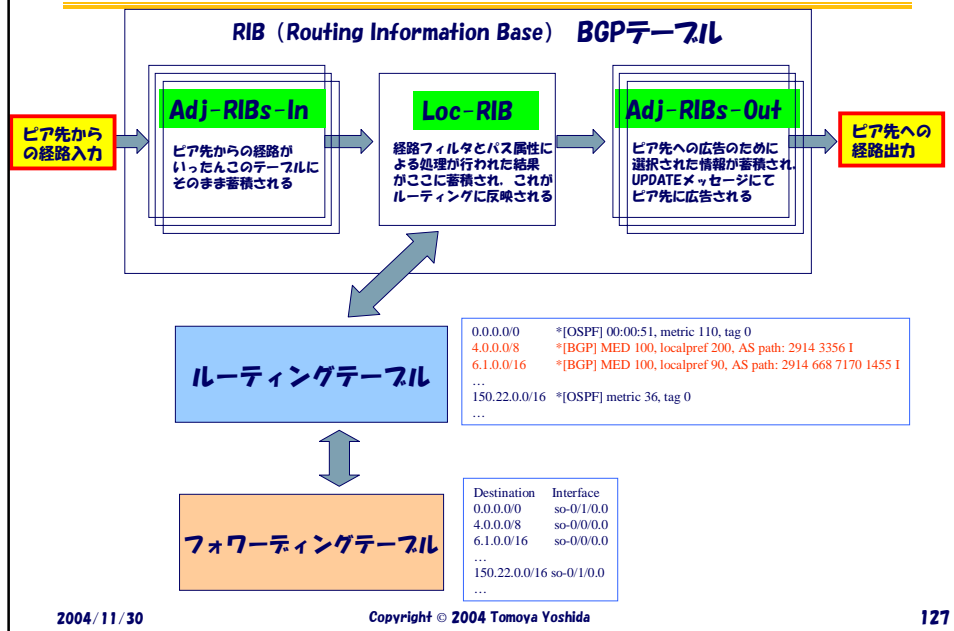 RIB（Routing Information Base） BGPテーブル
ピア先から
の経路入力
Adj-RIBs-In
ピア先からの経路が
いったんこのテーブルに
そのまま蓄積される
Loc-RIB
経路フィルタとパス属性に
よる処理が行われた結果
がここに蓄積され，これが
ルーティングに反映される
Adj-RIBs-Out
ピア先への広告のために
選択された情報が蓄積され，
UPDATEメッセージにて
ピア先に広告される
ピア先への
経路出力
ルーティングテーブル
0.0.0.0/0 *[OSPF] 00:00:51, metric 110, tag 0
4.0.0.0/8 *[BGP] MED 100, localpref 200, AS path: 2914 3356 I
6.1.0.0/16 *[BGP] MED 100, localpref 90, AS path: 2914 668 7170 1455 I
…
150.22.0.0/16 *[OSPF] metric 36, tag 0
…
フォワーディングテーブル
Destination Interface
0.0.0.0/0 so-0/1/0.0
4.0.0.0/8 so-0/0/0.0
6.1.0.0/16 so-0/0/0.0
…
150.22.0.0/16 so-0/1/0.0
…
2004/11/30
Copyright © 2004 Tomoya Yoshida
127